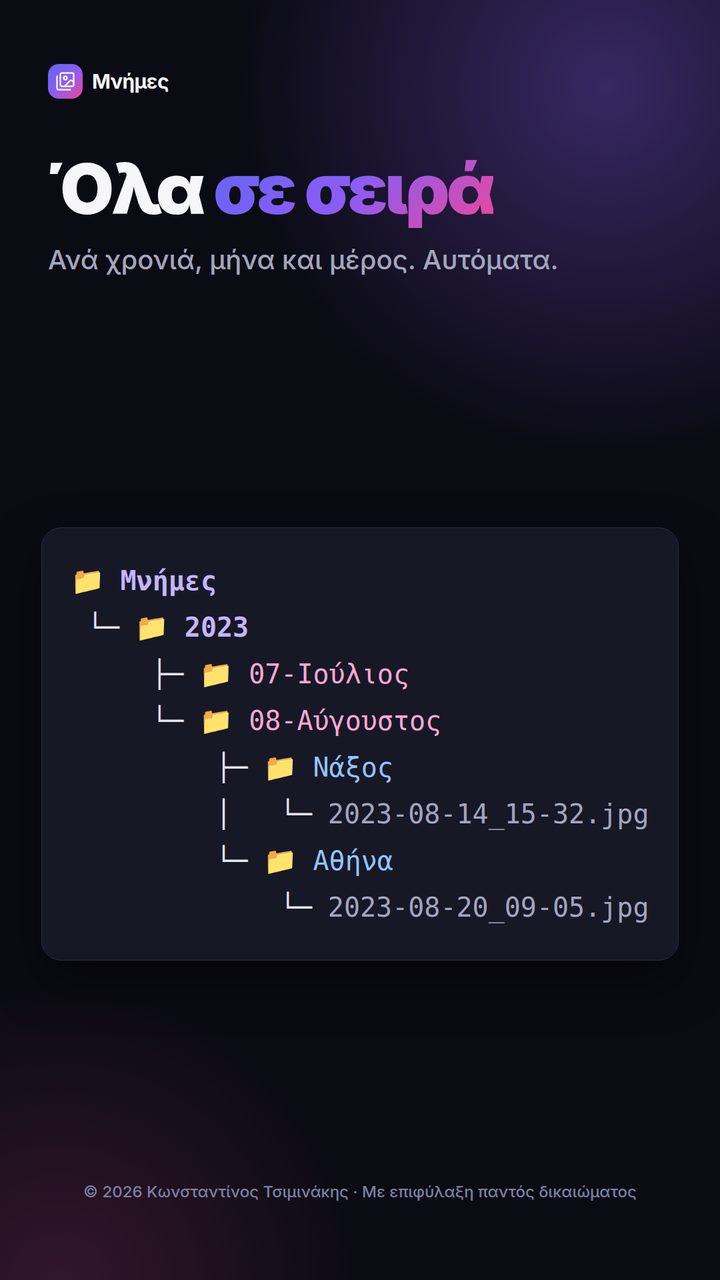 Μνήμες
Όλα σε σειρά
Ανά χρονιά, μήνα και μέρος. Αυτόματα.
Μνήμες
└─ 2023
├─ 07-Ιούλιος
└─ 08-Αύγουστος
├─ Νάξος
│ └─ 2023-08-14_15-32.jpg
└─ Αθήνα
└─ 2023-08-20_09-05.jpg
© 2026 Κωνσταντίνος Τσιμινάκης · Με επιφύλαξη παντός δικαιώματος